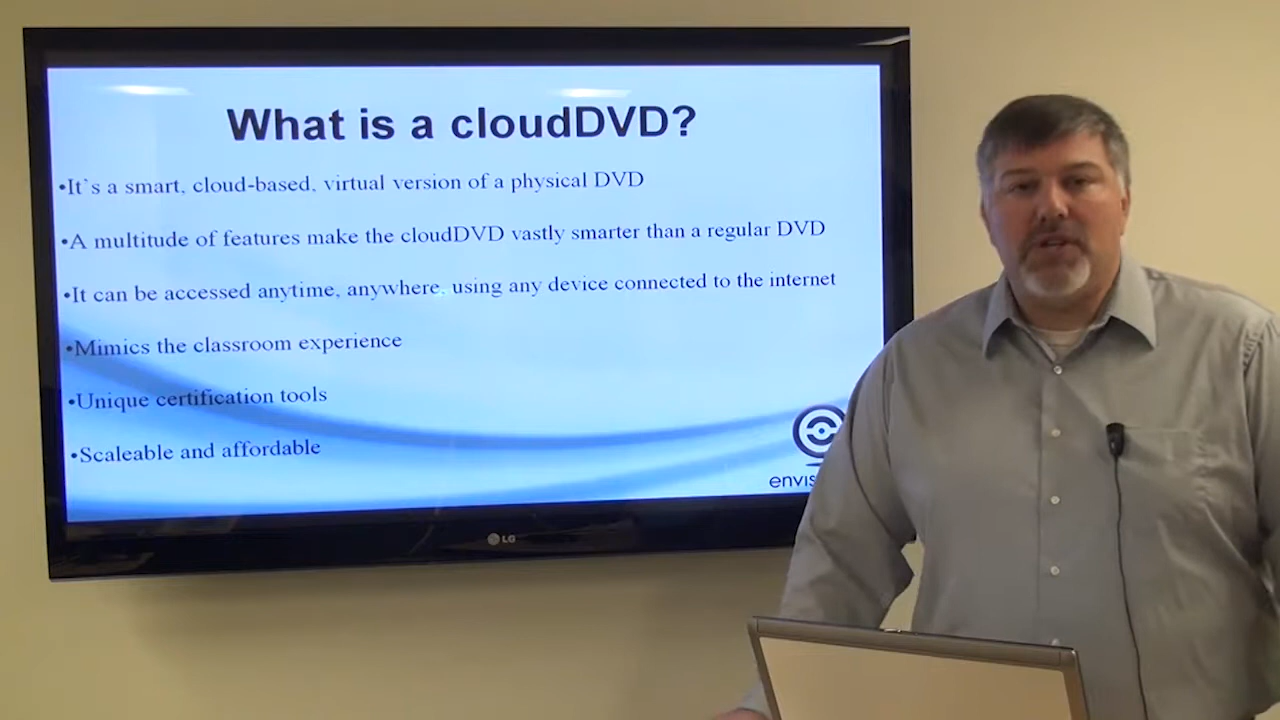 What is a cloudDVD?
•It`s a smart, cloud-based, virtual version of a physical DVD
•A multitude of features make the cloudDVD vastly smarter than a regular DVD
•It can be accessed anytime, anywhere, using any device connected to the internet
•Mimics the classroom experience
•Unique certification tools
•Scaleable and affordable
LG